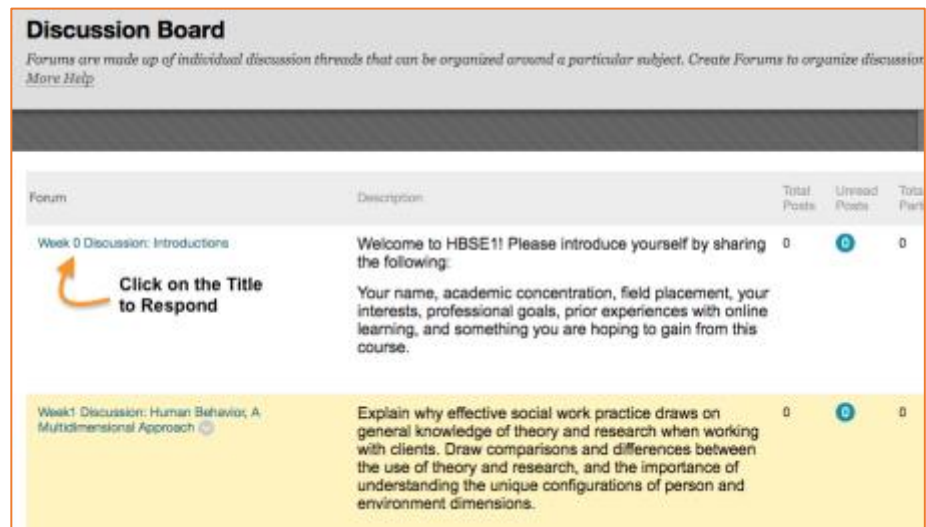 Discussion Board
Forums are made up of individual discussion threads that can be organized around a particular subject. Create Forums to organize discussion
More Help
Forum
Description
Total
Posts
Unread
Posts
Tota
Parti
Week 0 Discussion: Introductions
Click on the Title
to Respond
Welcome to HBSE1! Please introduce yourself by sharing
the following:
Your name, academic concentration, field placement, your
interests, professional goals, prior experiences with online
learning, and something you are hoping to gain from this
course.
0
0
0
Week1 Discussion: Human Behavior, A
Multidimensional Approach
Explain why effective social work practice draws on
general knowledge of theory and research when working
with clients. Draw comparisons and differences between
the use of theory and research, and the importance of
understanding the unique configurations of person and
environment dimensions.
0
0
0